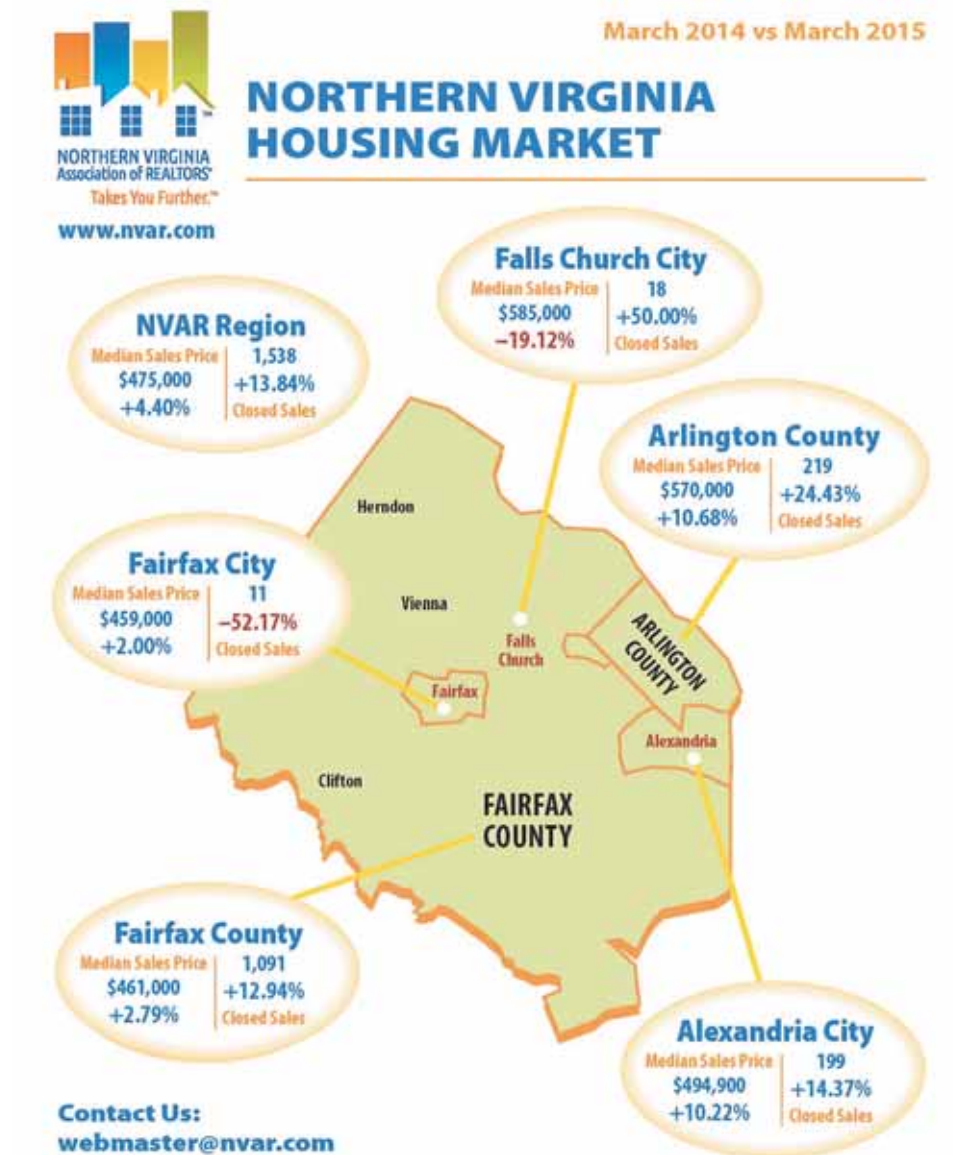 March 2014 vs March 2015
NORTHERN VIRGINIA
HOUSING MARKET
NORTHERN VIRGINIA
Association of REALTORS®
Takes You Further.™
www.nvar.com
Falls Church City
Median Sales Price
$585,000
−19.12%
18
+50.00%
Closed Sales
NVAR Region
Median Sales Price
$475,000
+4.40%
1,538
+13.84%
Closed Sales
Arlington County
Median Sales Price
$570,000
+10.68%
219
+24.43%
Closed Sales
Fairfax City
Median Sales Price
$459,000
+2.00%
11
−52.17%
Closed Sales
Herndon
Vienna
Falls
Church
ARLINGTON
COUNTY
Fairfax
Alexandria
Clifton
FAIRFAX
COUNTY
Fairfax County
Median Sales Price
$461,000
+2.79%
1,091
+12.94%
Closed Sales
Alexandria City
Median Sales Price
$494,900
+10.22%
199
+14.37%
Closed Sales
Contact Us:
webmaster@nvar.com